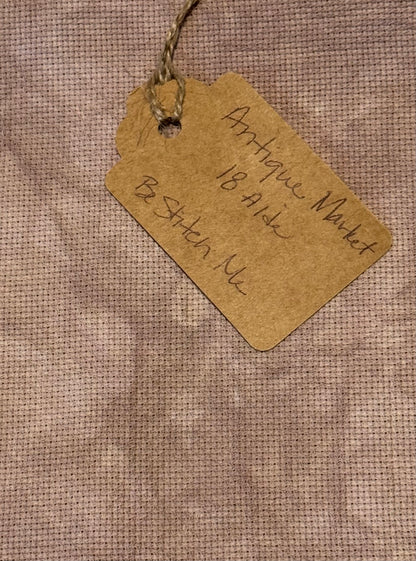 Antique Market
18 Aida
Be Stitch Me